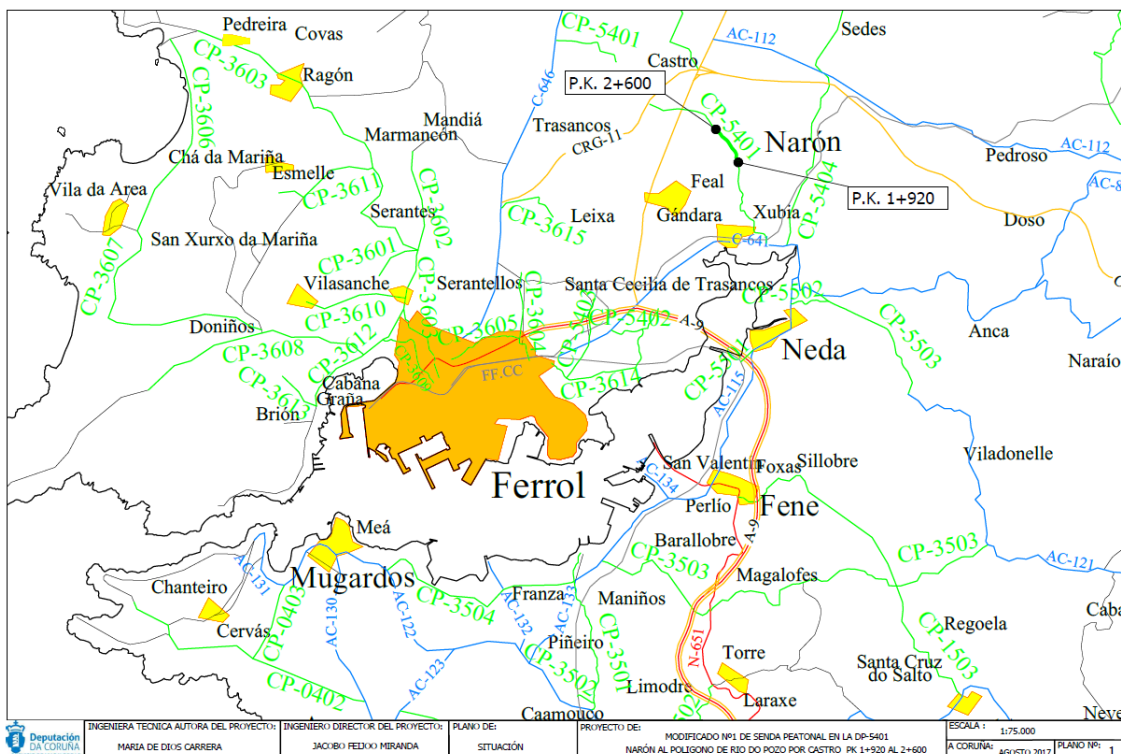 Pedreira
Covas
CP-5401
AC-112
Sedes
CP-3603
Ragón
C-646
Castro
P.K. 2+600
CP-3606
Mandiá
Marmancón
Trasancos
CRG-11
CP-5401
Narón
AC-112
Pedroso
Chá da Mariña
Esmelle
CP-3611
CP-3602
Vila da Area
Serantes
Feal
P.K. 1+920
CP-5404
Leixa
Gándara
Xubia
Doso
CP-3615
C-641
CP-3607
San Xurxo da Mariña
CP-3601
Vilasanche
Serantellos
Santa Cecilia de Trasancos
CP-5502
CP-3610
CP-3605
CP-3604
CP-5402
A-9
CP-5503
Anca
Doniños
CP-3608
CP-3612
Neda
Naraío
FF.CC
CP-3614
AC-115
CP-3613
Cabana
Graña
Brión
Ferrol
AC-134
San Valentín
Foxas
Sillobre
Viladonelle
Perlío
Fene
A-9
Meá
Barallobre
CP-3503
CP-3503
AC-121
AC-131
Mugardos
Magalofes
Chanteiro
CP-0403
AC-130
AC-122
CP-3504
AC-132
Franza
AC-133
Maniños
Cervás
Regoela
CP-1503
Piñeiro
CP-3501
N-651
Torre
Santa Cruz
do Salto
CP-0402
AC-123
CP-3502
Limodre
Laraxe
Caamouco
Deputación
DA CORUÑA
INGENIERA TECNICA AUTORA DEL PROYECTO:
MARIA DE DIOS CARRERA
INGENIERO DIRECTOR DEL PROYECTO:
JACOBO FEIJOO MIRANDA
PLANO DE:
SITUACIÓN
PROYECTO DE:
MODIFICADO Nº1 DE SENDA PEATONAL EN LA DP-5401
NARÓN AL POLIGONO DE RIO DO POZO POR CASTRO PK 1+920 AL 2+600
ESCALA :
1:75.000
A CORUÑA:
AGOSTO 2017
PLANO Nº:
1